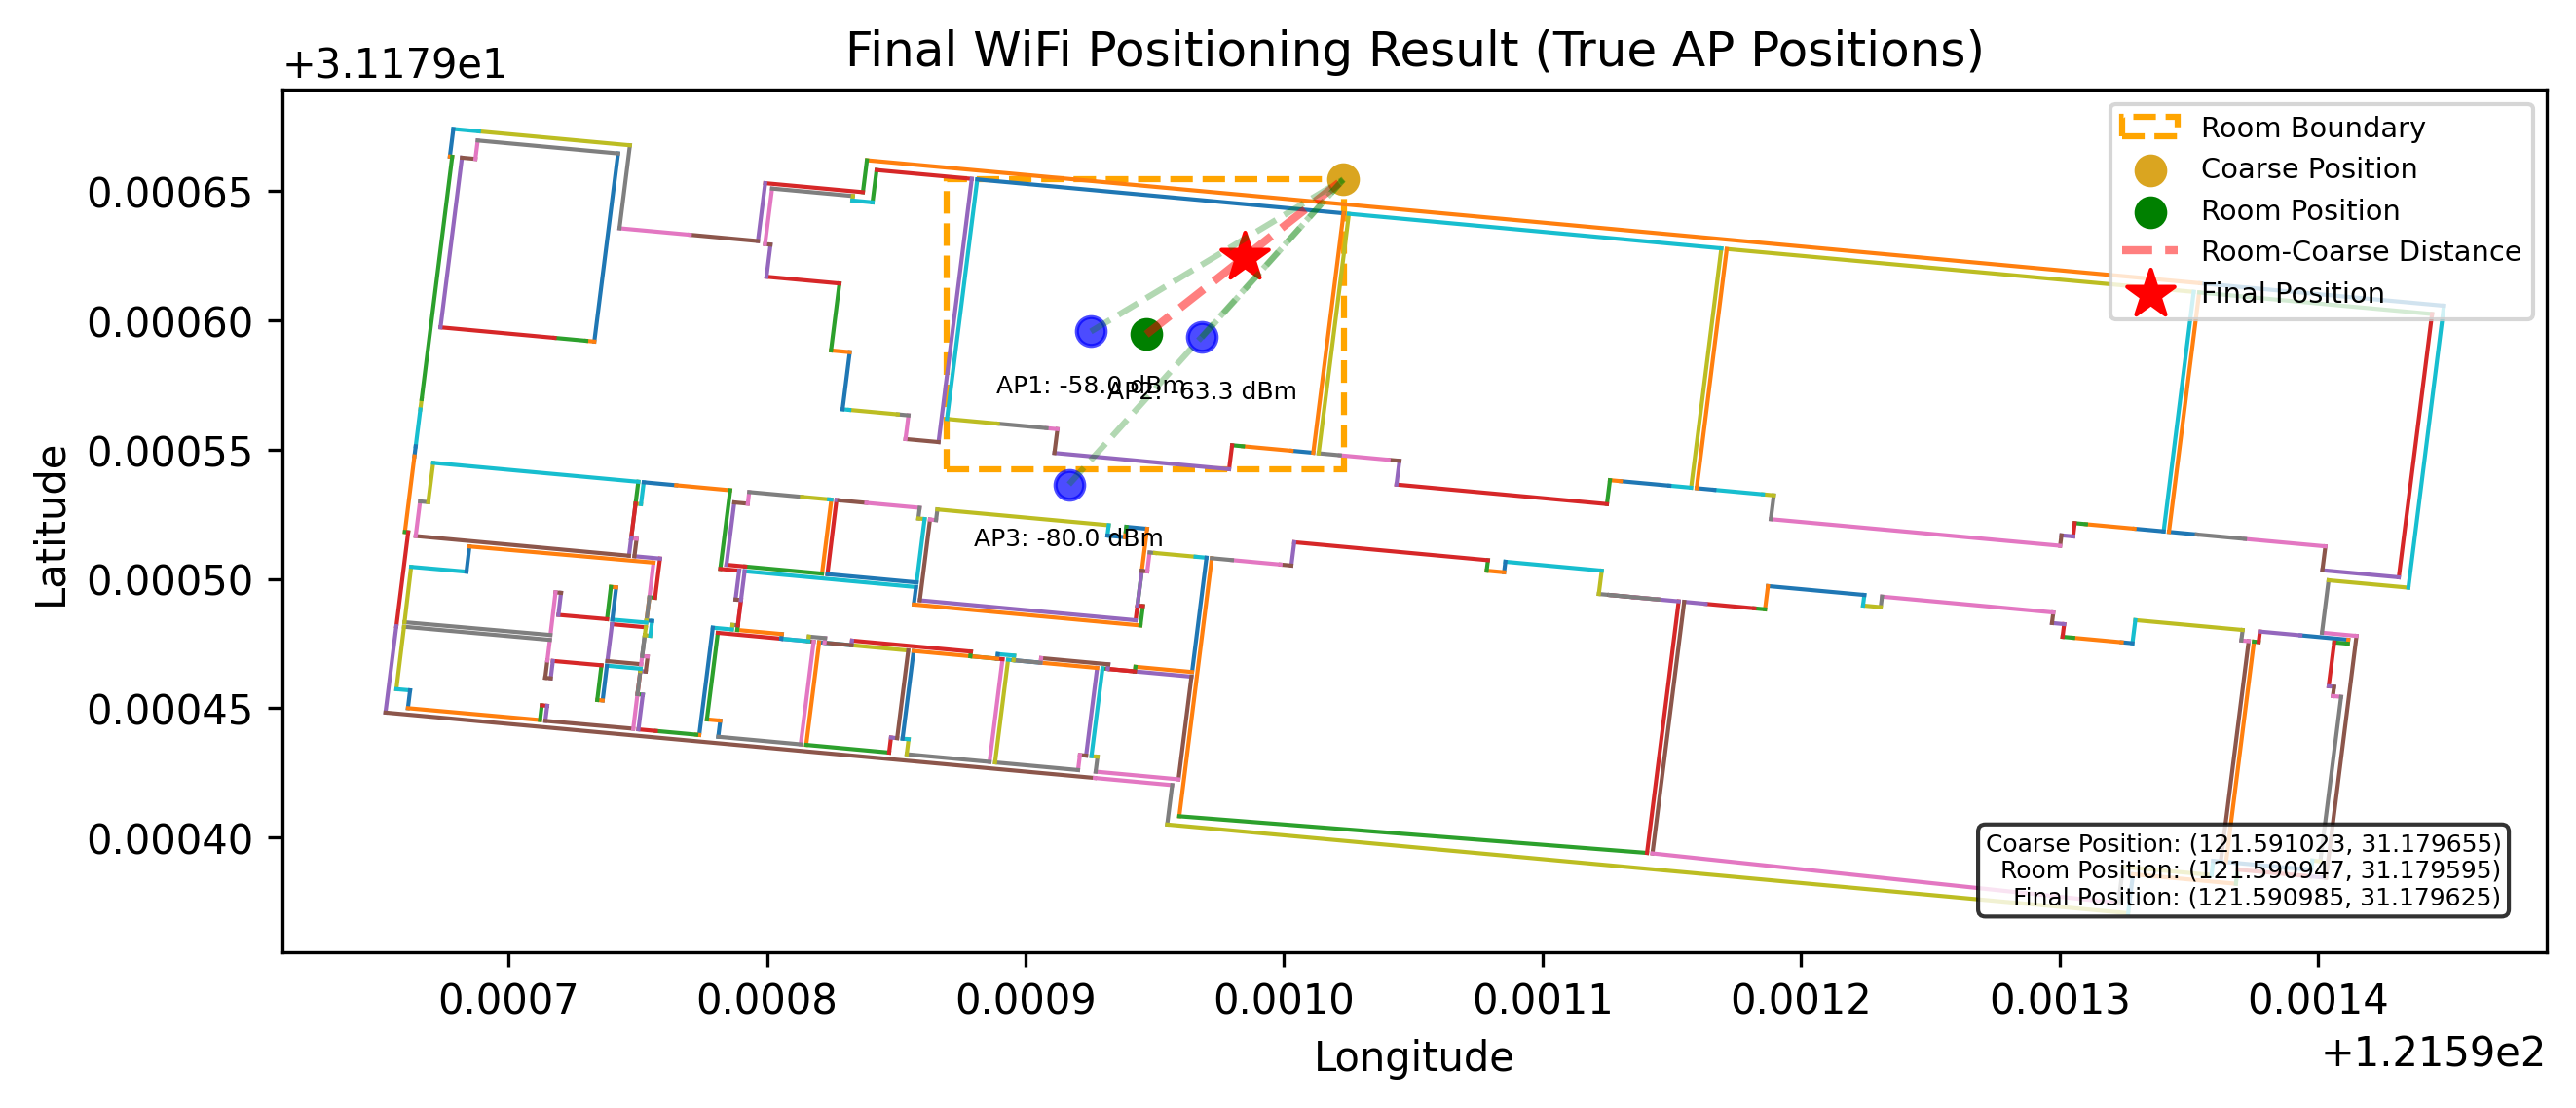 Final WiFi Positioning Result (True AP Positions)
+3.1179e1
Room Boundary
Coarse Position
Room Position
Room-Coarse Distance
Final Position
0.00065
0.00060
0.00055
0.00050
0.00045
0.00040
Latitude
AP1: -58.0 dBm
AP2: -63.3 dBm
AP3: -80.0 dBm
Coarse Position: (121.591023, 31.179655)
Room Position: (121.590947, 31.179595)
Final Position: (121.590985, 31.179625)
0.0007
0.0008
0.0009
0.0010
0.0011
0.0012
0.0013
0.0014
Longitude
+1.2159e2